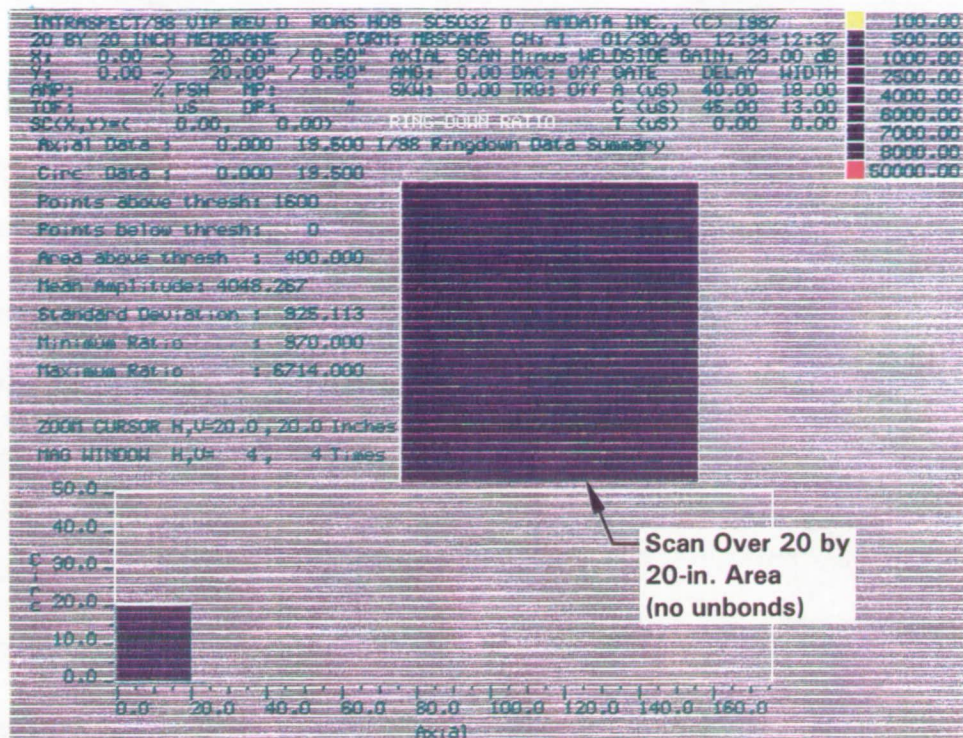 INTRASPECT/98 VIP REV D RDAS HD9 SC5G32 D AMDATA INC., (C) 1987
20 BY 20 INCH MEMBRANE FORM: MBSCANS CH: 1 01/30/90 12:34-12:37
X: 0.00 -> 20.00" / 0.50" AXIAL SCAN Minus WELDSIDE GAIN: 23.00 dB
Y: 0.00 -> 20.00" / 0.50" ANG: 0.00 DAC: Off GATE DELAY WIDTH
AMP: % FSH MP: " SKW: 0.00 TRG: Off A (uS) 40.00 18.00
TOF: uS DP: " C (uS) 45.00 13.00
SC(X,Y)=( 0.00, 0.00) RING-DOWN RATIO T (uS) 0.00 0.00
100.00
500.00
1000.00
2500.00
4000.00
6000.00
7000.00
8000.00
60000.00
Axial Data : 0.000 19.500 I/98 Ringdown Data Summary
Circ Data : 0.000 19.500
Points above thresh: 1600
Points below thresh: 0
Area above thresh : 400.000
Mean Amplitude: 4048.267
Standard Deviation : 925.113
Minimum Ratio : 970.000
Maximum Ratio : 6714.000
ZOOM CURSOR H,V=20.0,20.0 Inches
MAG WINDOW H,V= 4, 4 Times
50.0
40.0
30.0
20.0
10.0
0.0
Circ
Scan Over 20 by
20-in. Area
(no unbonds)
0.0 20.0 40.0 60.0 80.0 100.0 120.0 140.0 160.0
Axial